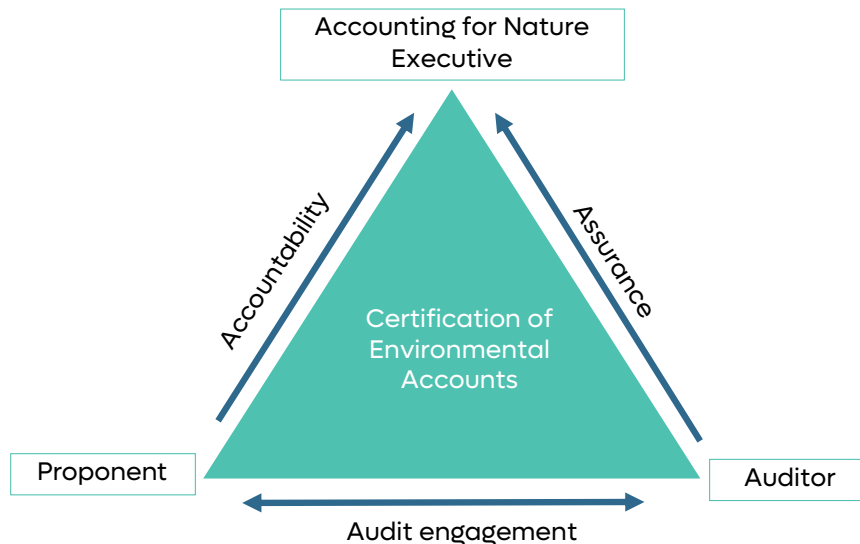 Accounting for Nature
Executive
Accountability
Assurance
Certification of
Environmental
Accounts
Proponent
Auditor
Audit engagement